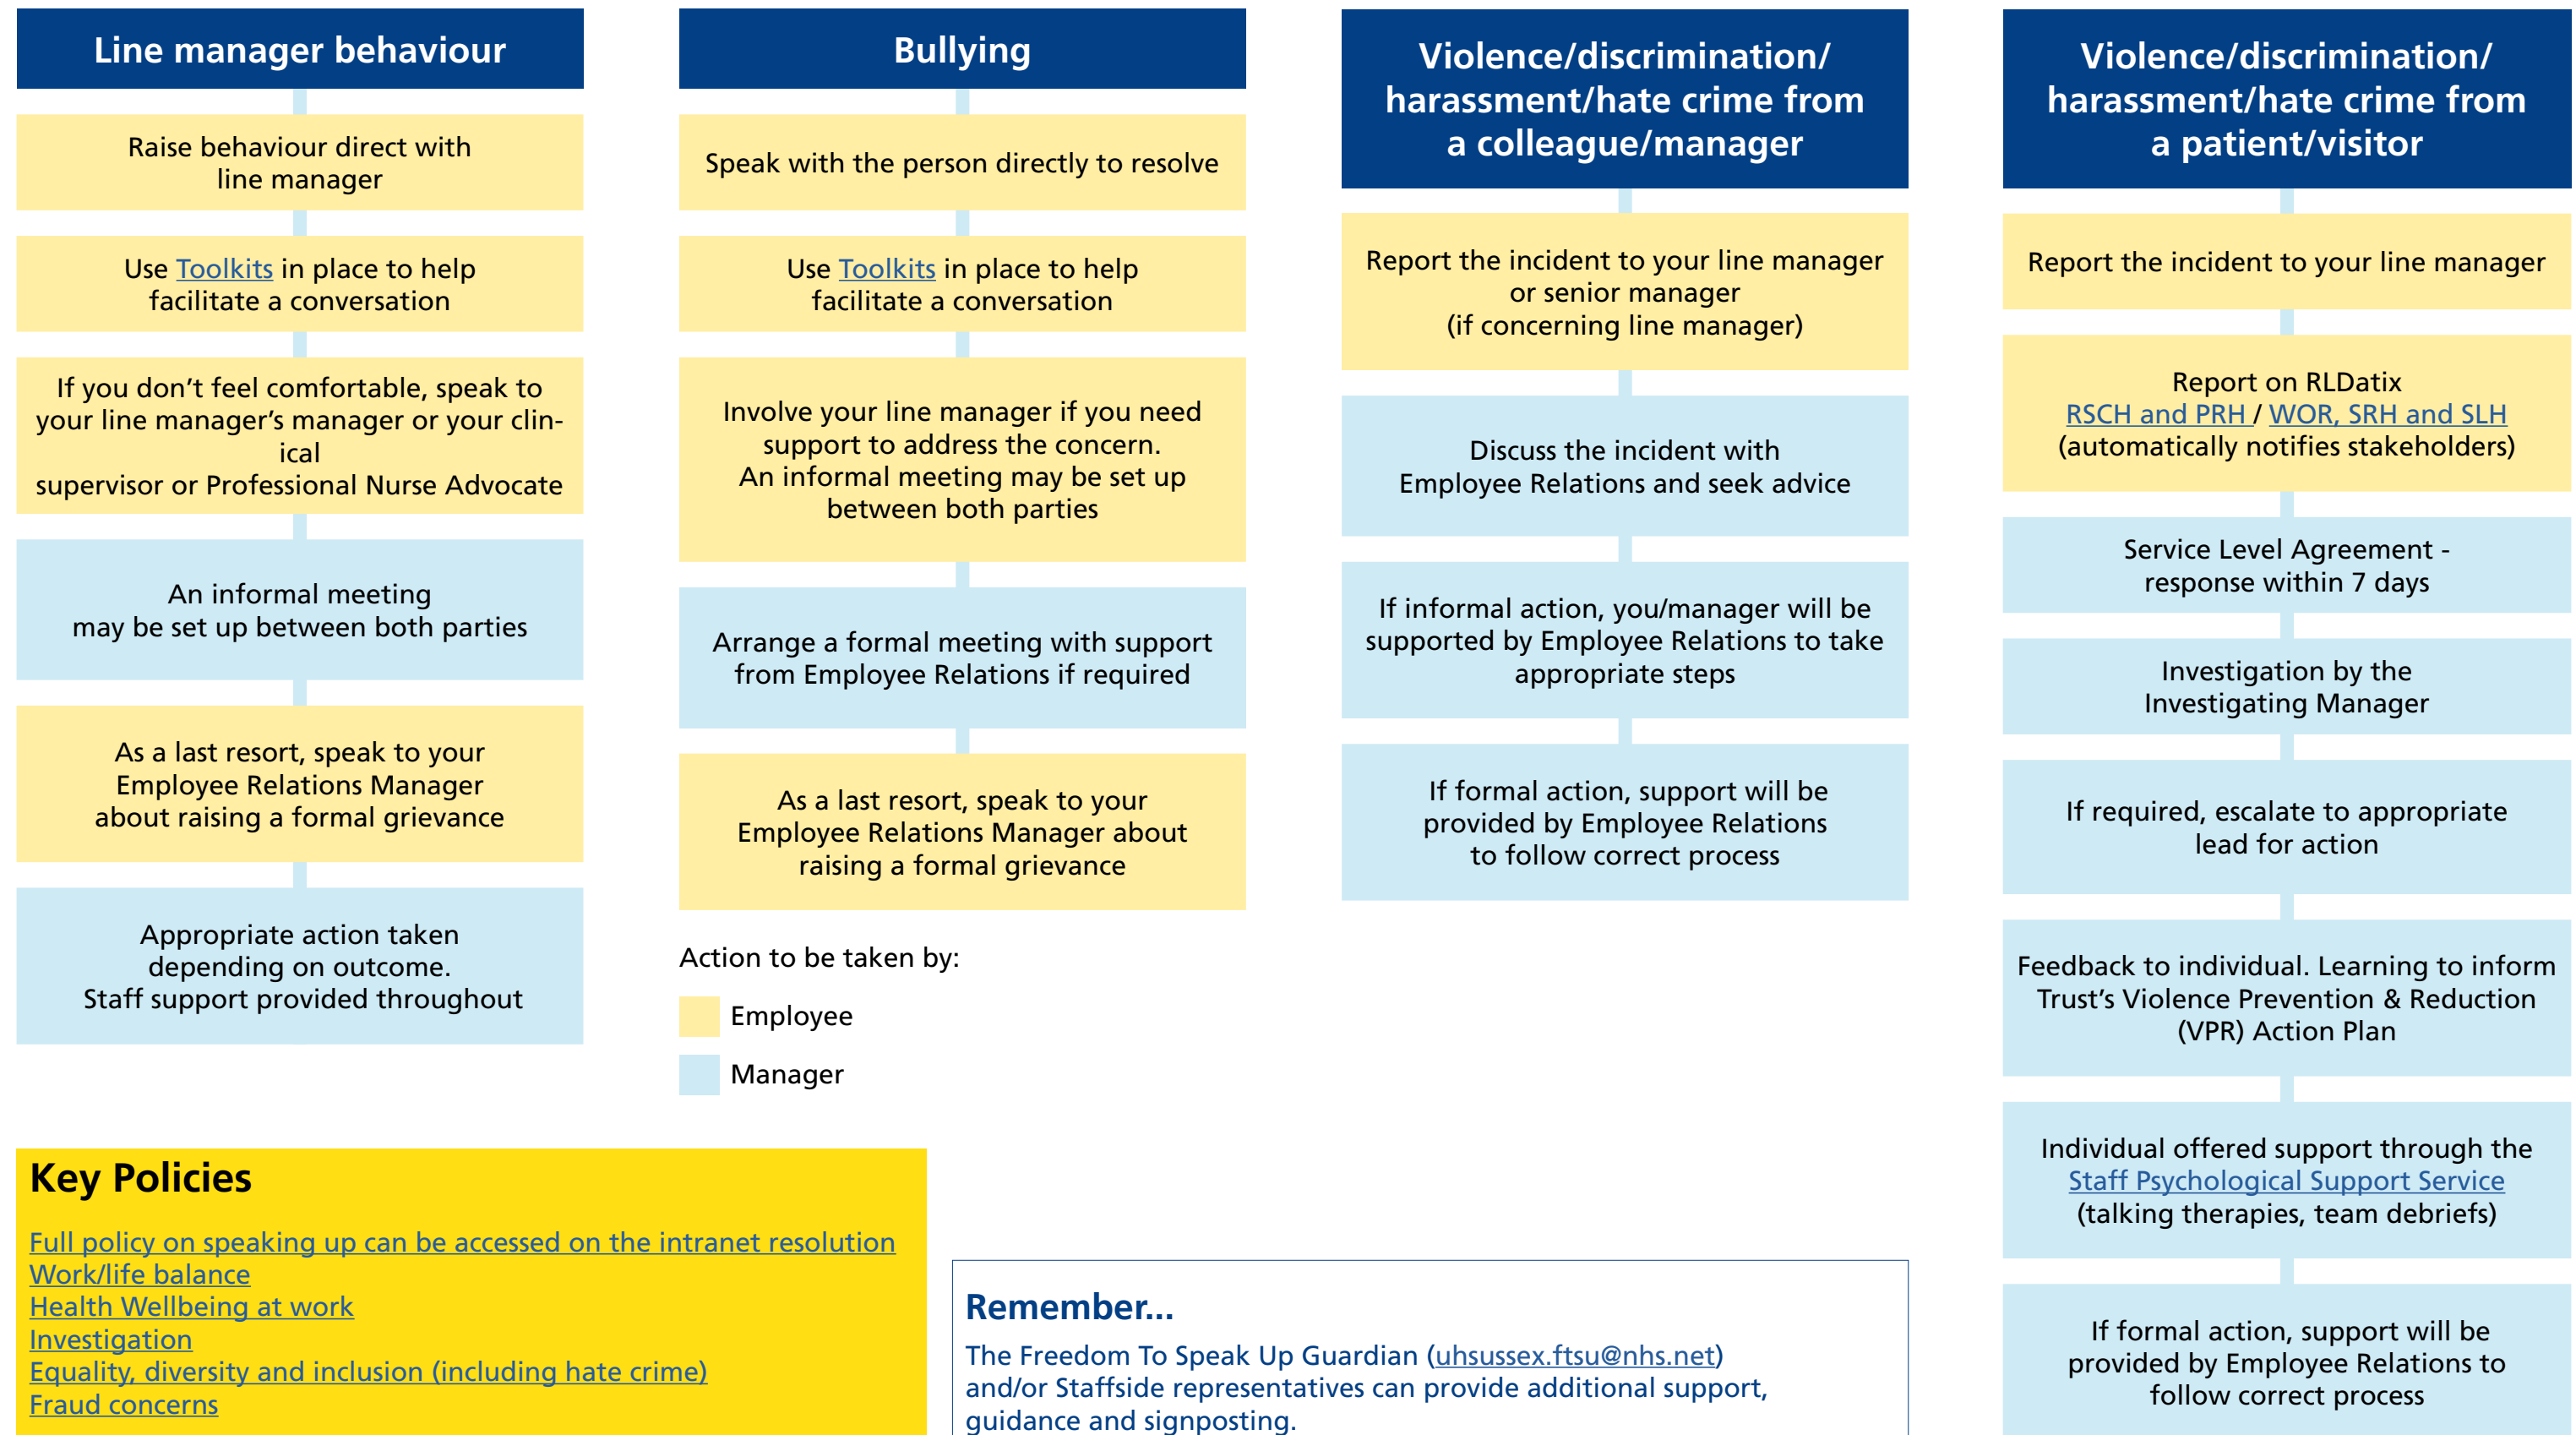 Line manager behaviour
Raise behaviour direct with
line manager
Use Toolkits in place to help
facilitate a conversation
If you don’t feel comfortable, speak to
your line manager’s manager or your clin-
ical
supervisor or Professional Nurse Advocate
An informal meeting
may be set up between both parties
As a last resort, speak to your
Employee Relations Manager
about raising a formal grievance
Appropriate action taken
depending on outcome.
Staff support provided throughout
Bullying
Speak with the person directly to resolve
Use Toolkits in place to help
facilitate a conversation
Involve your line manager if you need
support to address the concern.
An informal meeting may be set up
between both parties
Arrange a formal meeting with support
from Employee Relations if required
As a last resort, speak to your
Employee Relations Manager about
raising a formal grievance
Action to be taken by:
Employee
Manager
Violence/discrimination/
harassment/hate crime from
a colleague/manager
Report the incident to your line manager
or senior manager
(if concerning line manager)
Discuss the incident with
Employee Relations and seek advice
If informal action, you/manager will be
supported by Employee Relations to take
appropriate steps
If formal action, support will be
provided by Employee Relations
to follow correct process
Violence/discrimination/
harassment/hate crime from
a patient/visitor
Report the incident to your line manager
Report on RLDatix
RSCH and PRH / WOR, SRH and SLH
(automatically notifies stakeholders)
Service Level Agreement -
response within 7 days
Investigation by the
Investigating Manager
If required, escalate to appropriate
lead for action
Feedback to individual. Learning to inform
Trust’s Violence Prevention & Reduction
(VPR) Action Plan
Individual offered support through the
Staff Psychological Support Service
(talking therapies, team debriefs)
If formal action, support will be
provided by Employee Relations to
follow correct process
Key Policies
Full policy on speaking up can be accessed on the intranet resolution
Work/life balance
Health Wellbeing at work
Investigation
Equality, diversity and inclusion (including hate crime)
Fraud concerns
Remember...
The Freedom To Speak Up Guardian (uhsussex.ftsu@nhs.net)
and/or Staffside representatives can provide additional support,
guidance and signposting.